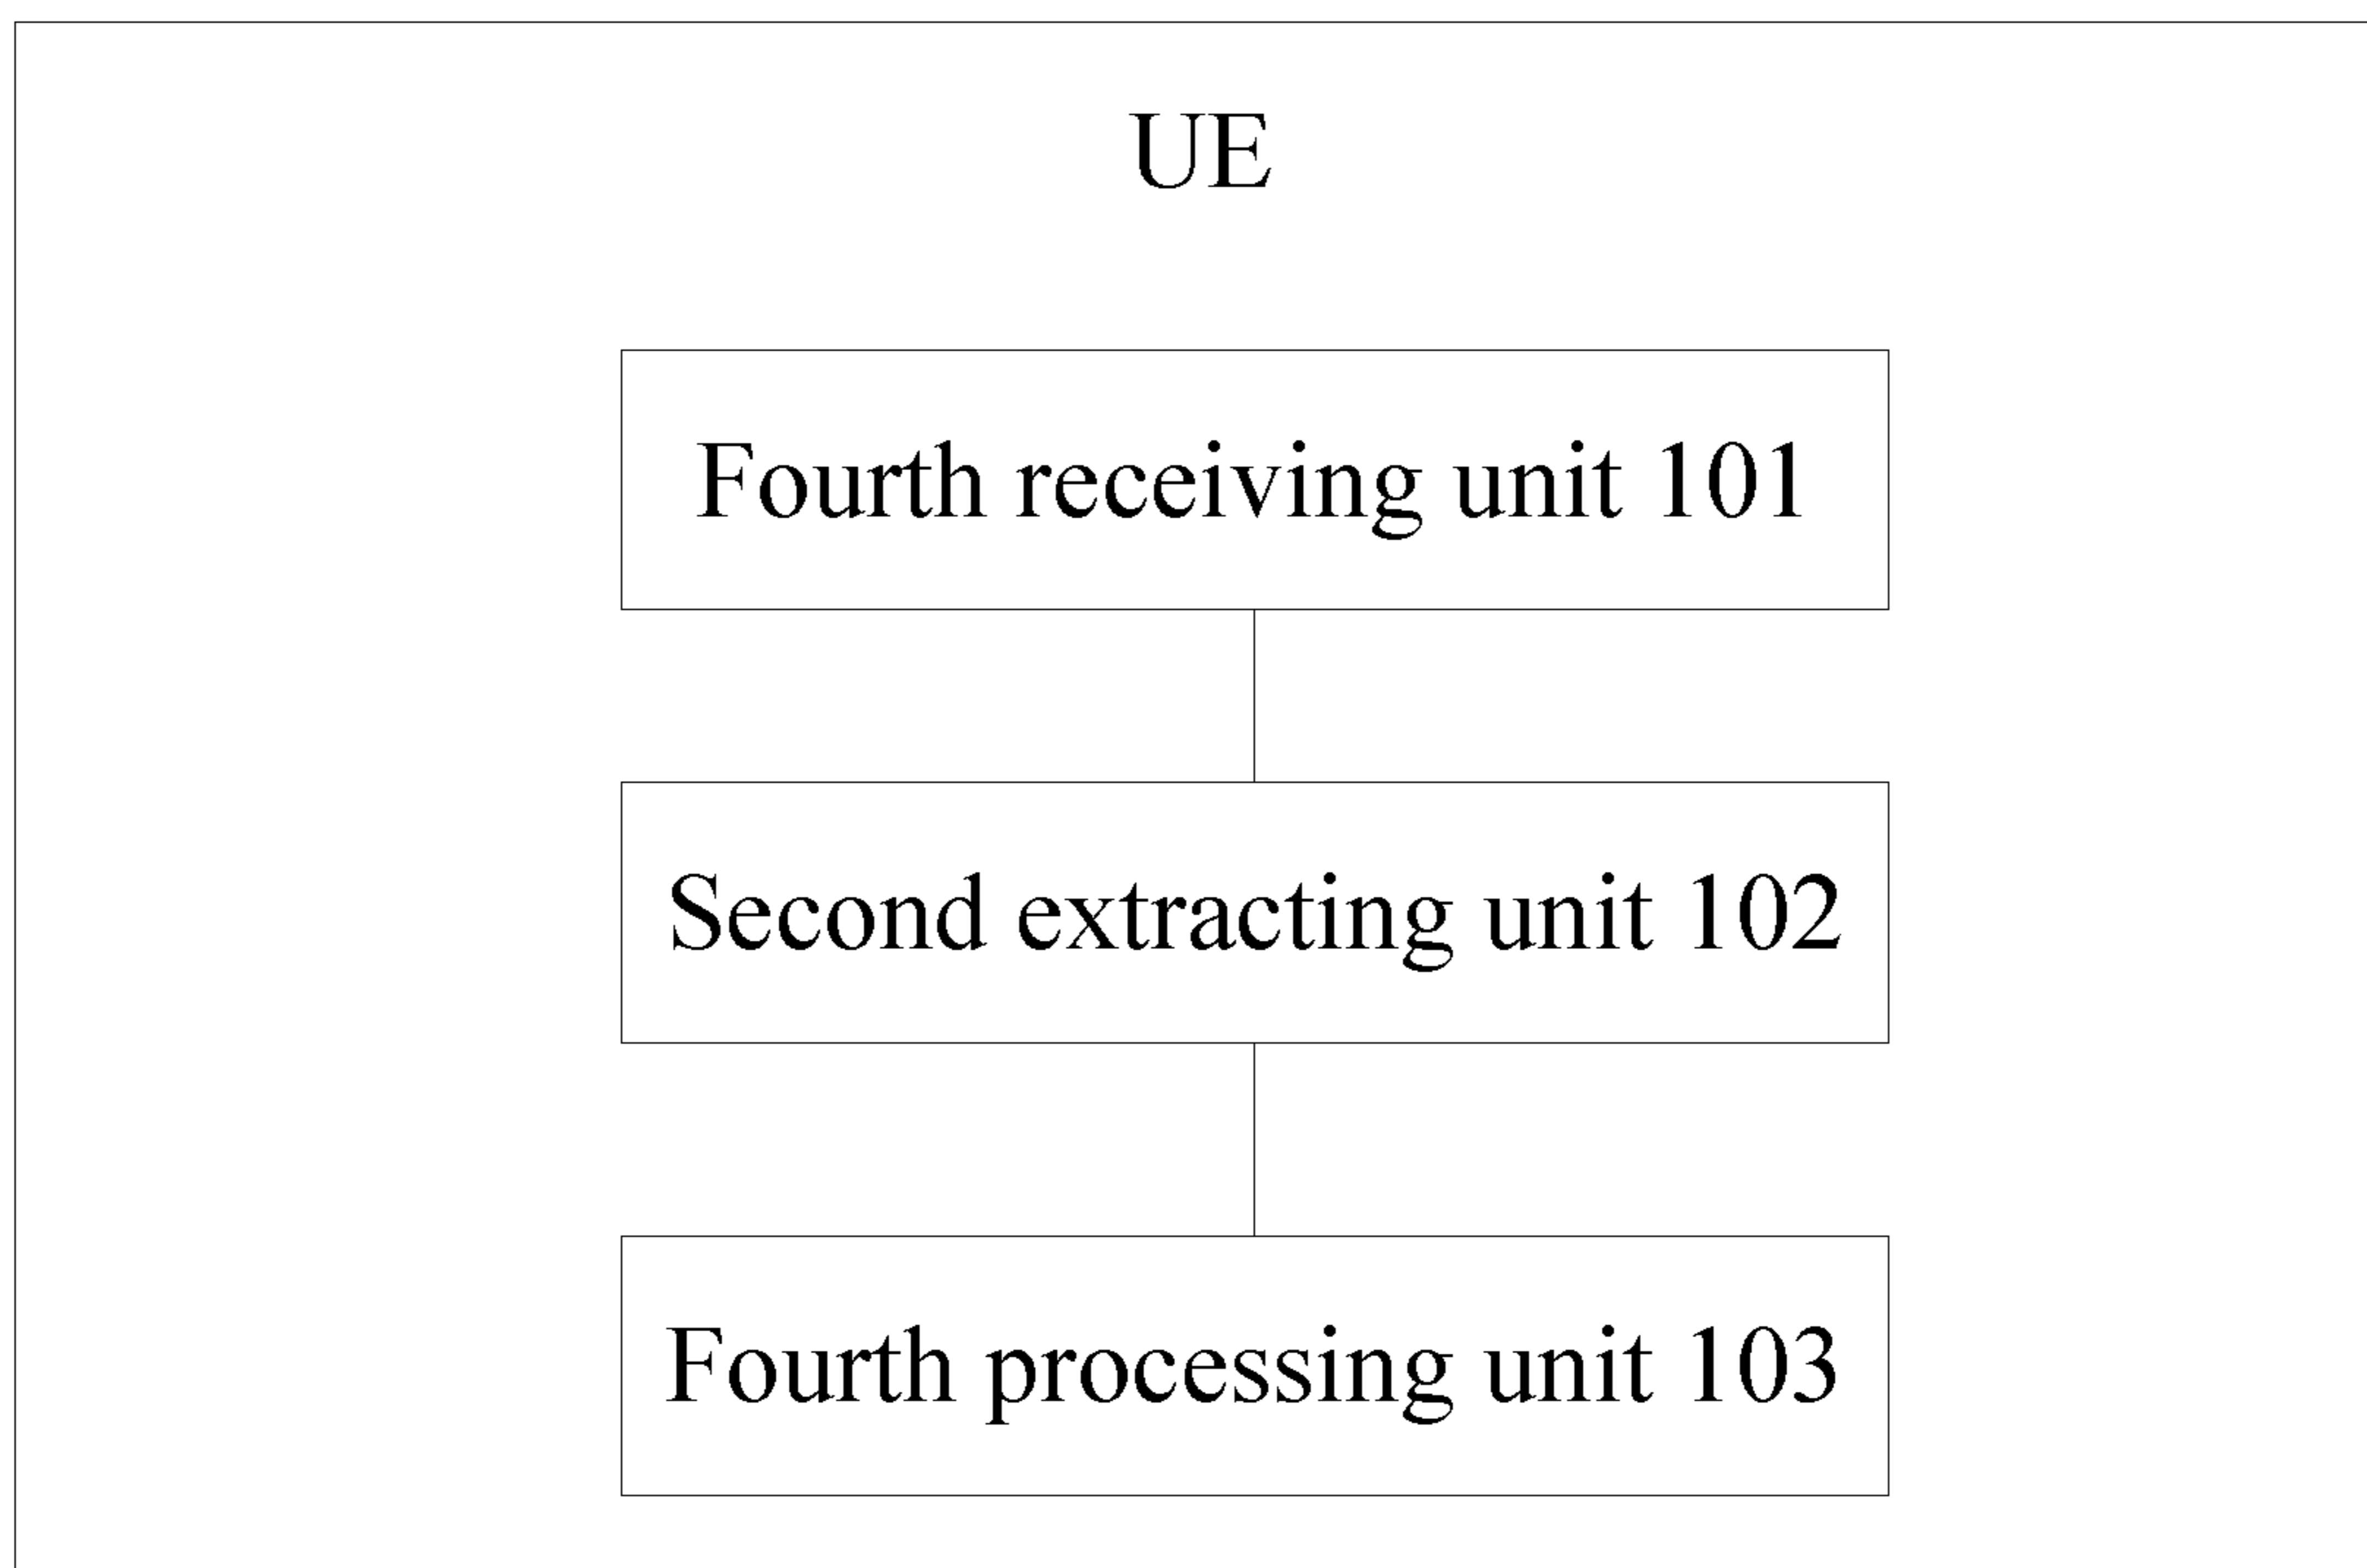 UE
Fourth receiving unit 101
Second extracting unit 102
Fourth processing unit 103